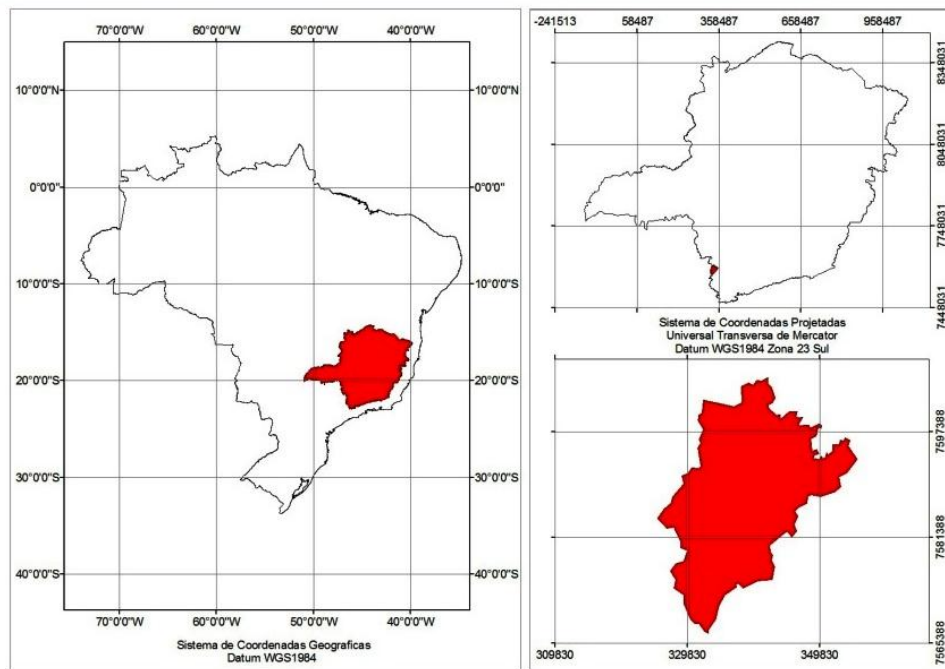 70°0'0"W 60°0'0"W 50°0'0"W 40°0'0"W
10°0'0"N 10°0'0"N
0°0'0" 0°0'0"
10°0'0"S 10°0'0"S
20°0'0"S 20°0'0"S
30°0'0"S 30°0'0"S
40°0'0"S 40°0'0"S
70°0'0"W 60°0'0"W 50°0'0"W 40°0'0"W
Sistema de Coordenadas Geograficas
Datum WGS1984
-241513 58487 358487 658487 958487
8348031
8048031
7748031
7448031
Sistema de Coordenadas Projetadas
Universal Transversa de Mercator
Datum WGS1984 Zona 23 Sul
7597388
7581388
7565388
309830 329830 349830